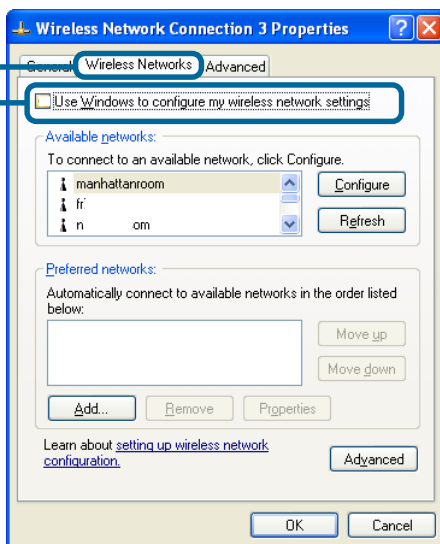 Wireless Network Connection 3 Properties
General Wireless Networks Advanced
Use Windows to configure my wireless network settings
Available networks:
To connect to an available network, click Configure.
manhattanroom
Configure
Refresh
Preferred networks:
Automatically connect to available networks in the order listed
below:
Move up
Move down
Add... Remove Properties
Learn about setting up wireless network
configuration.
Advanced
OK Cancel